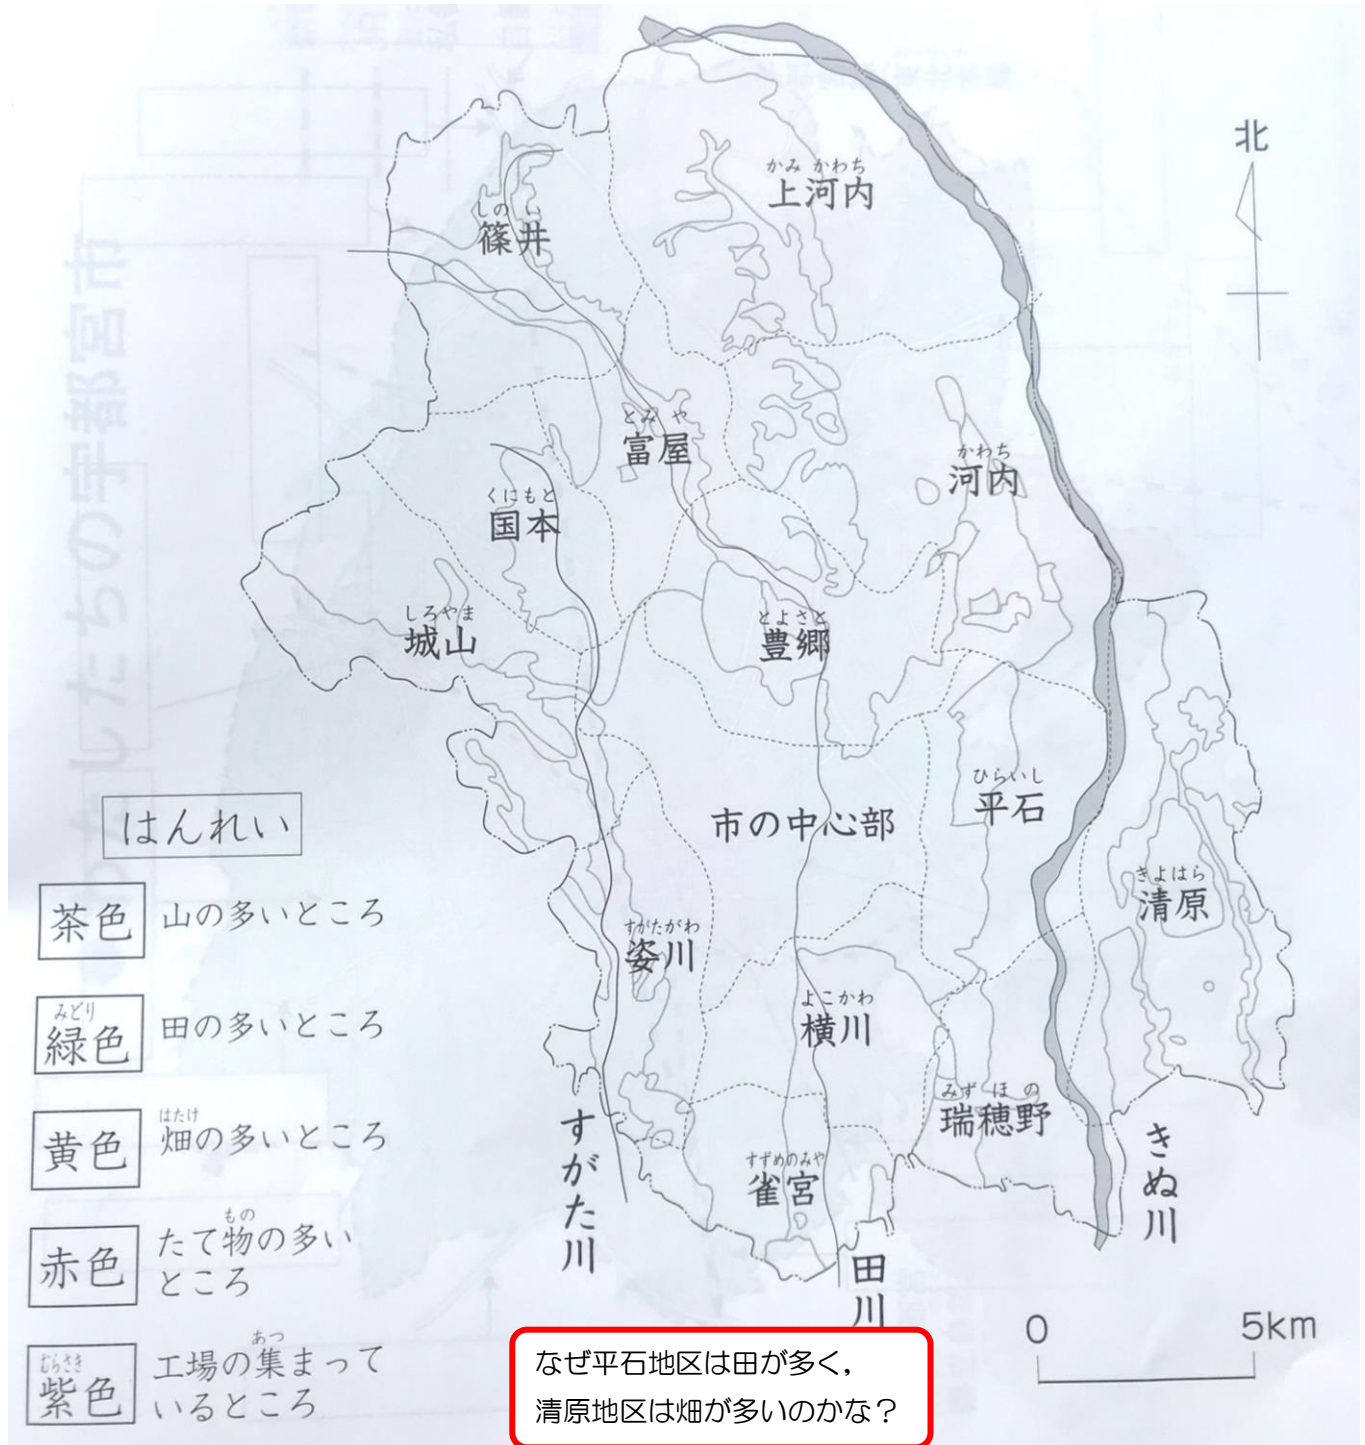 北
かみ かわち
上河内
しの い
篠井
とみ や
富屋
かわち
河内
くにもと
国本
しろやま
城山
とよさと
豊郷
ひらいし
平石
市の中心部
きよはら
清原
すがたがわ
姿川
よこかわ
横川
みず ほ の
瑞穂野
すずめのみや
雀宮
すがた川
田川
きぬ川
はんれい
茶色 山の多いところ
みどり
緑色 田の多いところ
はたけ
黄色 畑の多いところ
もの
赤色 たて物の多い
ところ
あつ
むらさき
紫色 工場の集まって
いるところ
0 5km
なぜ平石地区は田が多く，
清原地区は畑が多いのかな？
わたしたちの宇都宮市